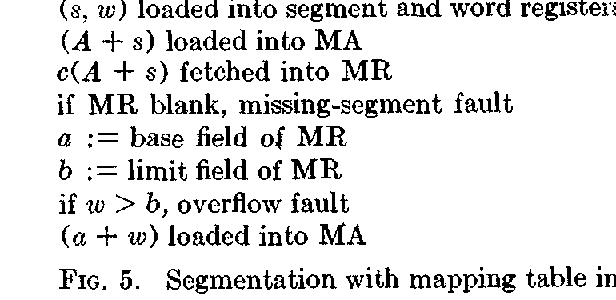 (s, w) loaded into segment and word registers
(A + s) loaded into MA
c(A + s) fetched into MR
if MR blank, missing-segment fault
a := base field of MR
b := limit field of MR
if w > b, overflow fault
(a + w) loaded into MA
FIG. 5. Segmentation with mapping table in